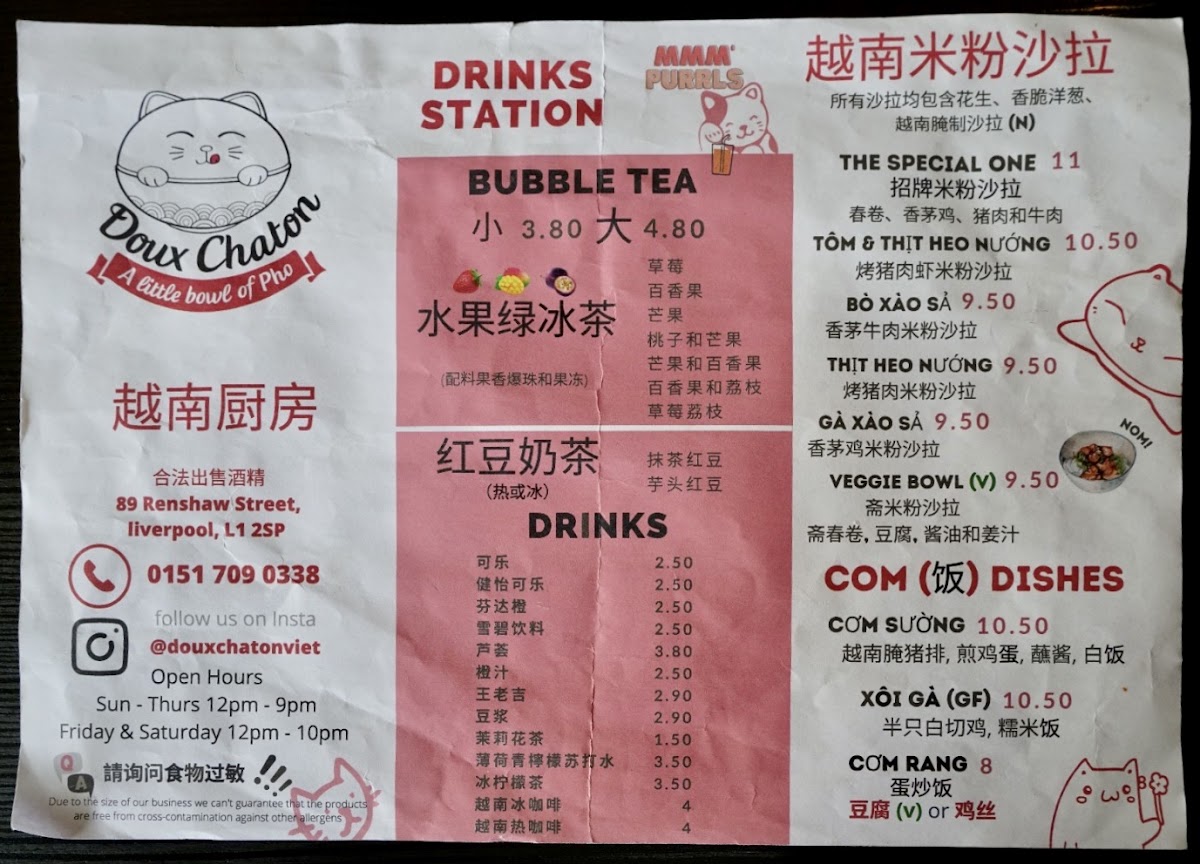 Doux Chaton
A little bowl of Pho
越南厨房
合法出售酒精
89 Renshaw Street,
liverpool, L1 2SP
0151 709 0338
follow us on Insta
@douxchatonviet
Open Hours
Sun - Thurs 12pm - 9pm
Friday & Saturday 12pm - 10pm
Q
A
請询问食物过敏 !!!
Due to the size of our business we can't guarantee that the products
are free from cross-contamination against other allergens
DRINKS
STATION
MMM'
PURRLS
BUBBLE TEA
小 3.80 大 4.80
水果绿冰茶
(配料果香爆珠和果冻)
草莓
百香果
芒果
桃子和芒果
芒果和百香果
百香果和荔枝
草莓荔枝
红豆奶茶
(热或冰)
抹茶红豆
芋头红豆
DRINKS
可乐 2.50
健怡可乐 2.50
芬达橙 2.50
雪碧饮料 2.50
芦荟 3.80
橙汁 2.50
王老吉 2.90
豆浆 2.90
茉莉花茶 1.50
薄荷青檸檬苏打水 3.50
冰柠檬茶 3.50
越南冰咖啡 4
越南热咖啡 4
越南米粉沙拉
所有沙拉均包含花生、香脆洋葱、
越南腌制沙拉 (N)
THE SPECIAL ONE 11
招牌米粉沙拉
春卷、香茅鸡、猪肉和牛肉
TÔM & THỊT HEO NƯỚNG 10.50
烤猪肉虾米粉沙拉
BÒ XÀO SẢ 9.50
香茅牛肉米粉沙拉
THỊT HEO NƯỚNG 9.50
烤猪肉米粉沙拉
GÀ XÀO SẢ 9.50
香茅鸡米粉沙拉
NOM!
VEGGIE BOWL (V) 9.50
斋米粉沙拉
斋春卷, 豆腐, 酱油和姜汁
COM (饭) DISHES
CƠM SƯỜNG 10.50
越南腌猪排, 煎鸡蛋, 蘸酱, 白饭
XÔI GÀ (GF) 10.50
半只白切鸡, 糯米饭
CƠM RANG 8
蛋炒饭
豆腐 (V) or 鸡丝